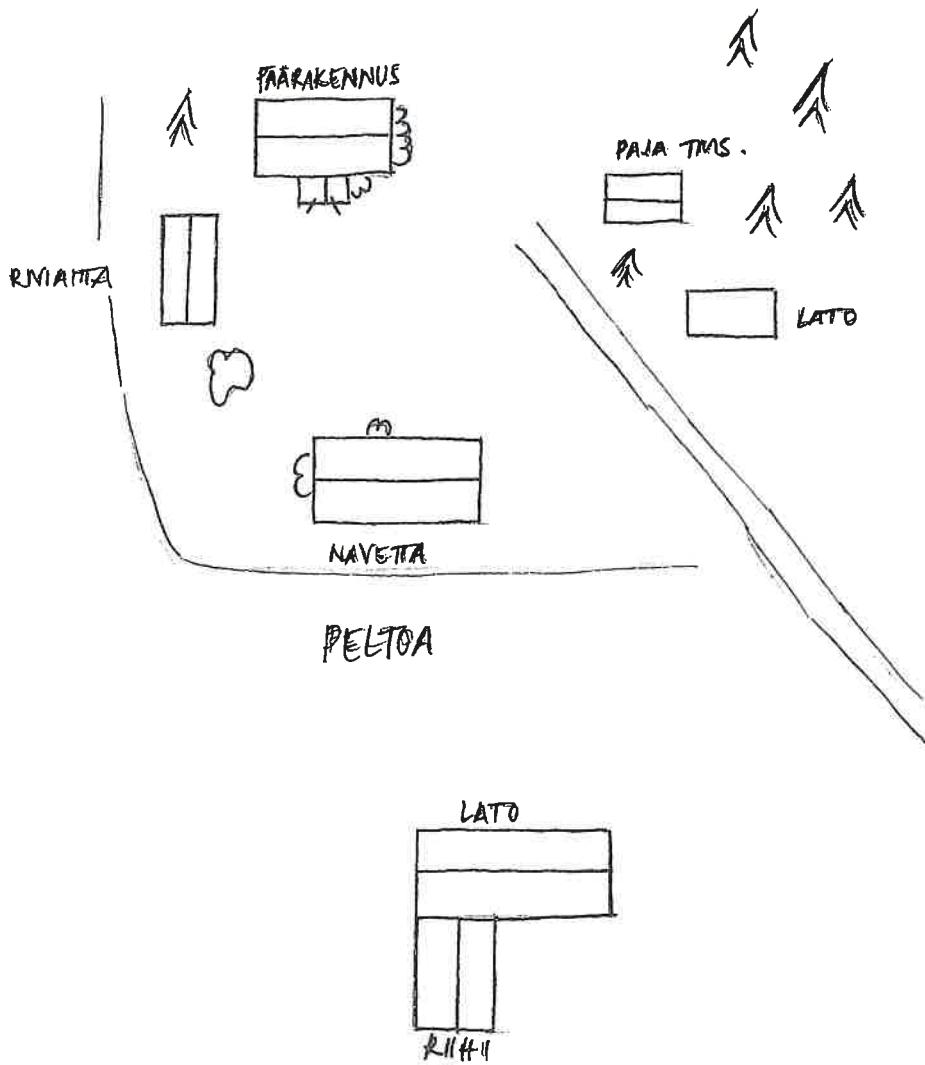 PÄÄRAKENNUS
PAJA TMS.
RIVIAITTA
LATO
NAVETTA
PELTOA
LATO
RIIHI